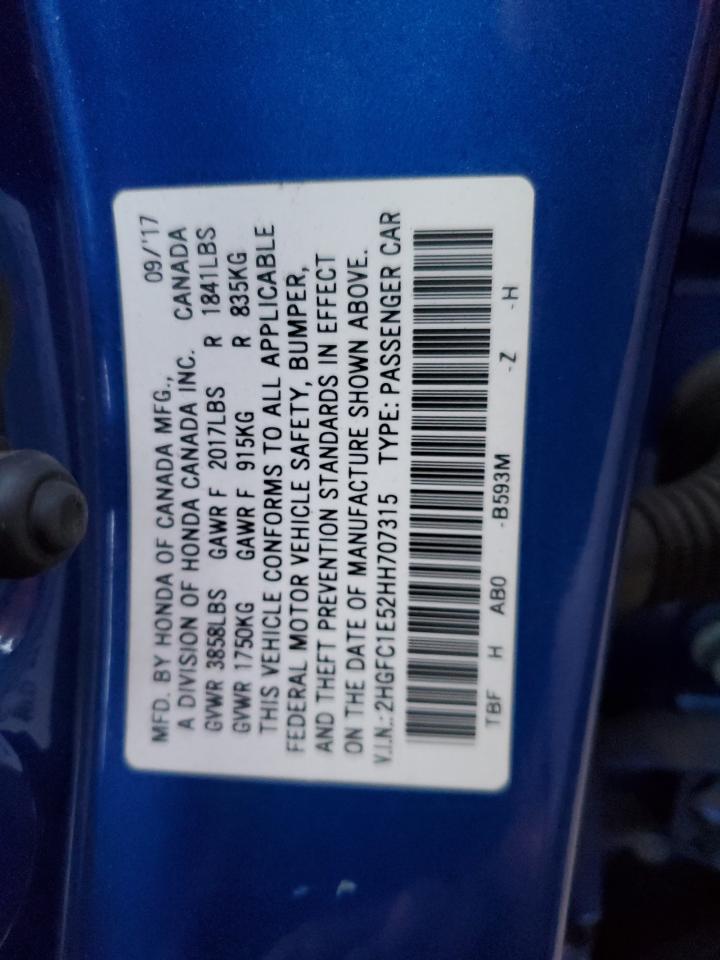 MFD. BY HONDA OF CANADA MFG., 09/'17
A DIVISION OF HONDA CANADA INC. CANADA
GVWR 3858LBS GAWR F 2017LBS R 1841LBS
GVWR 1750KG GAWR F 915KG R 835KG
THIS VEHICLE CONFORMS TO ALL APPLICABLE
FEDERAL MOTOR VEHICLE SAFETY, BUMPER,
AND THEFT PREVENTION STANDARDS IN EFFECT
ON THE DATE OF MANUFACTURE SHOWN ABOVE.
V.I.N.:2HGFC1E52HH707315 TYPE: PASSENGER CAR
TBF H AB0 -B593M -Z -H